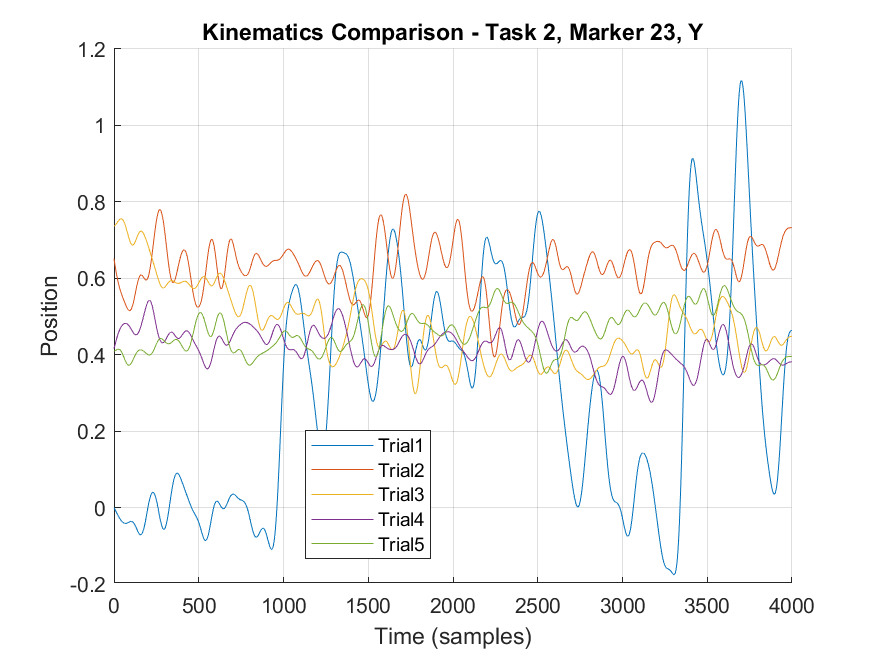 Kinematics Comparison - Task 2, Marker 23, Y
1.2
1
0.8
0.6
0.4
0.2
0
-0.2
Position
Trial1
Trial2
Trial3
Trial4
Trial5
0 500 1000 1500 2000 2500 3000 3500 4000
Time (samples)